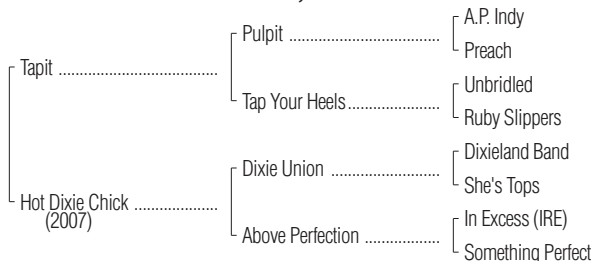 A.P. Indy
Pulpit ........................................
Preach
Tapit ..........................................
Unbridled
Tap Your Heels........................
Ruby Slippers
Dixieland Band
Dixie Union ............................
She's Tops
Hot Dixie Chick ......................
(2007)
In Excess (IRE)
Above Perfection ...................
Something Perfect